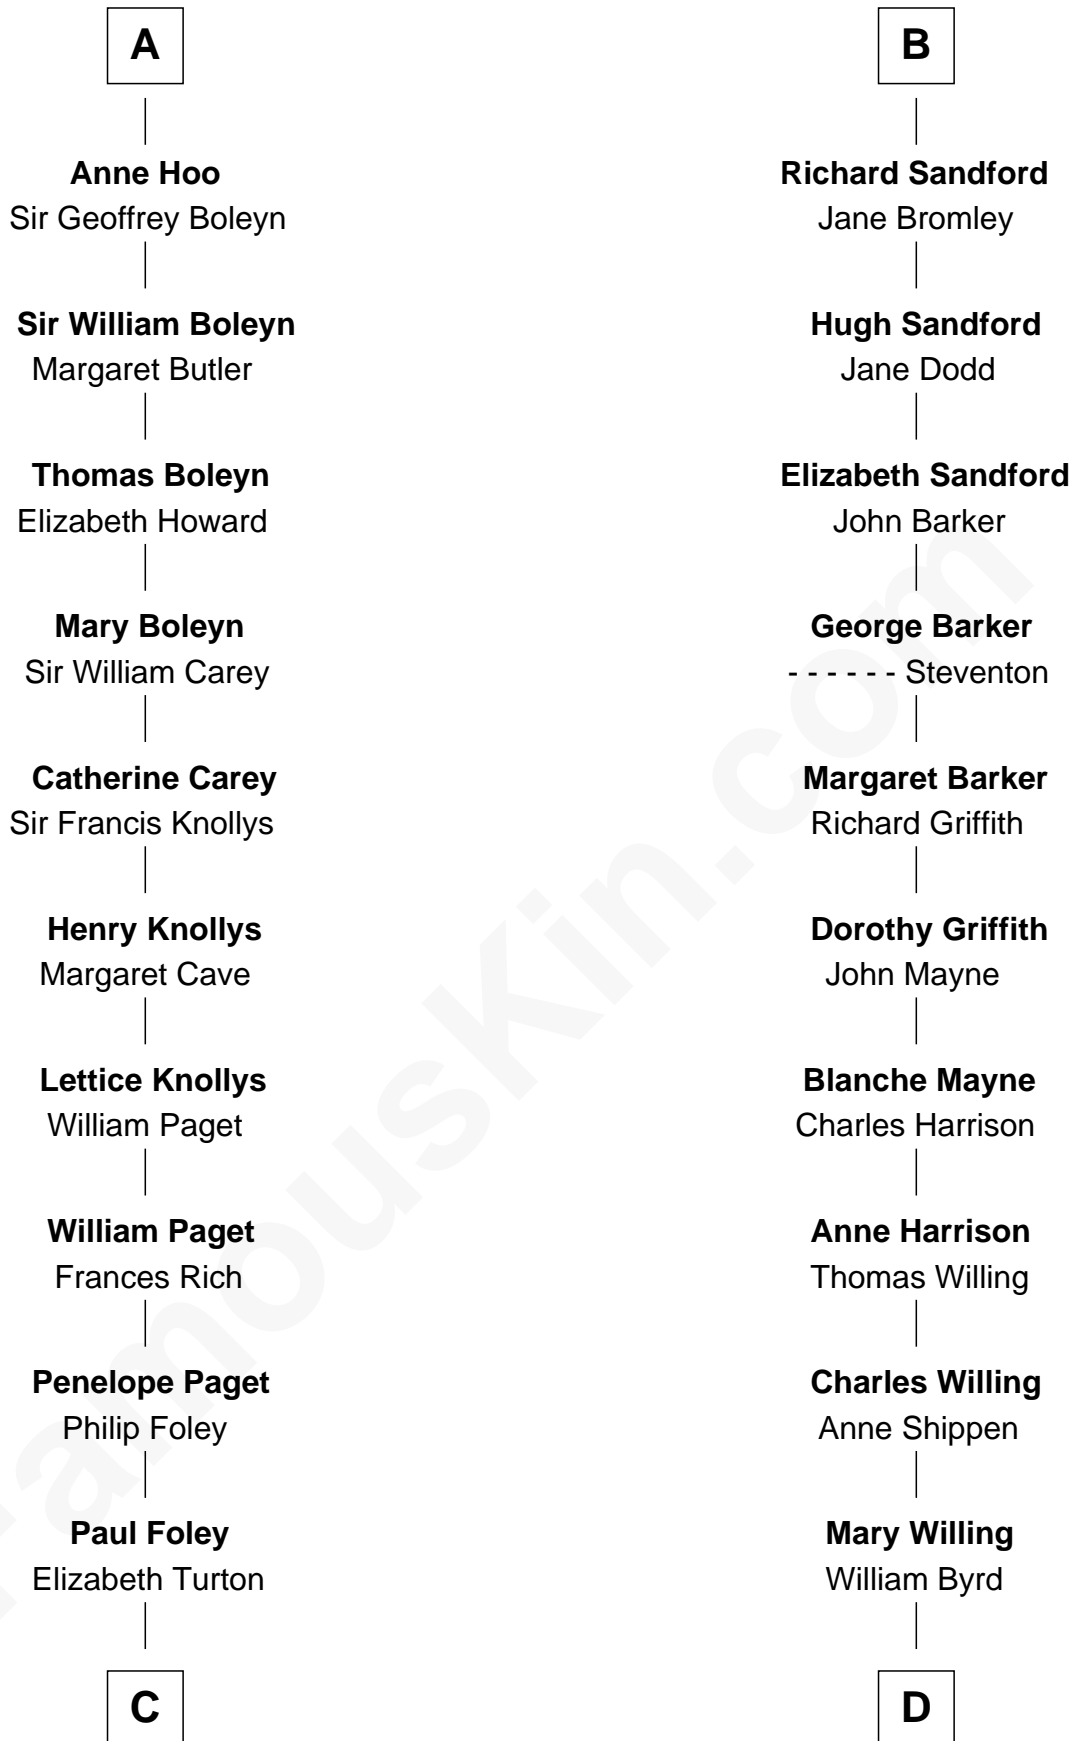 A
Anne Hoo
Sir Geoffrey Boleyn
Sir William Boleyn
Margaret Butler
Thomas Boleyn
Elizabeth Howard
Mary Boleyn
Sir William Carey
Catherine Carey
Sir Francis Knollys
Henry Knollys
Margaret Cave
Lettice Knollys
William Paget
William Paget
Frances Rich
Penelope Paget
Philip Foley
Paul Foley
Elizabeth Turton
C
B
Richard Sandford
Jane Bromley
Hugh Sandford
Jane Dodd
Elizabeth Sandford
John Barker
George Barker
- - - - - - Steventon
Margaret Barker
Richard Griffith
Dorothy Griffith
John Mayne
Blanche Mayne
Charles Harrison
Anne Harrison
Thomas Willing
Charles Willing
Anne Shippen
Mary Willing
William Byrd
D
FamousKin.com